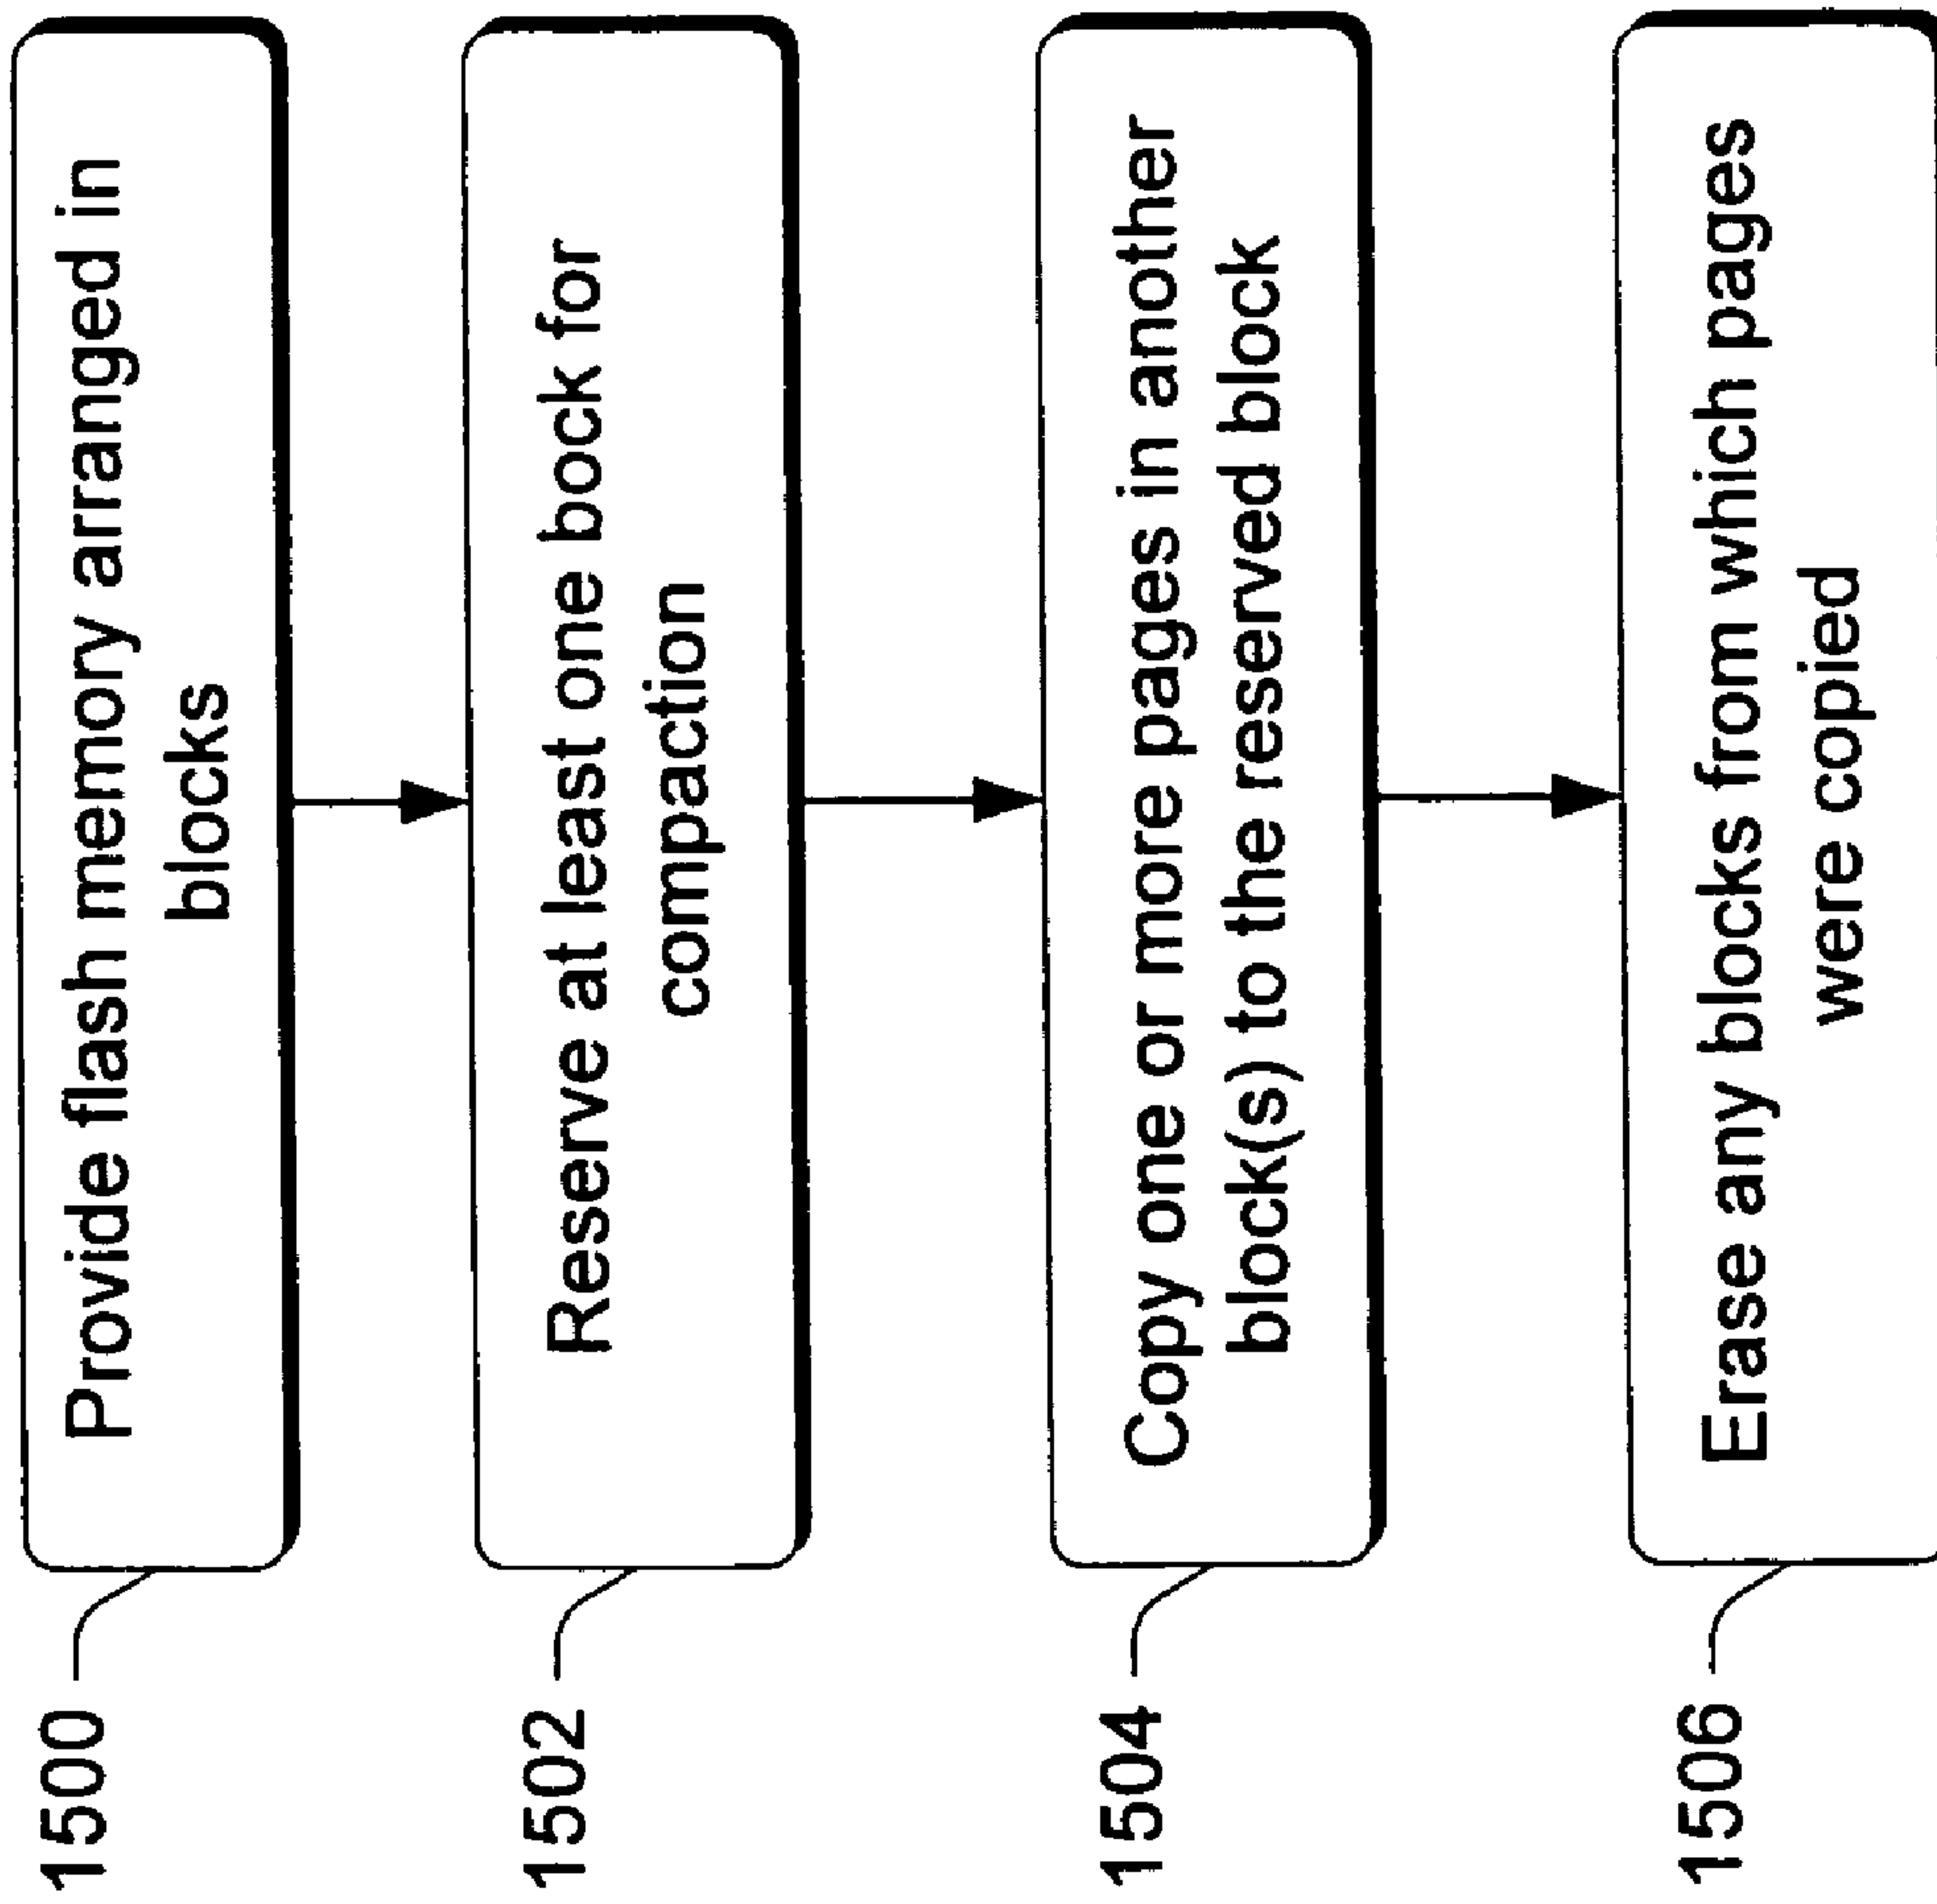 1500
Provide flash memory arranged in
blocks
1502
Reserve at least one bock for
compaction
1504
Copy one or more pages in another
block(s) to the reserved block
1506
Erase any blocks from which pages
were copied